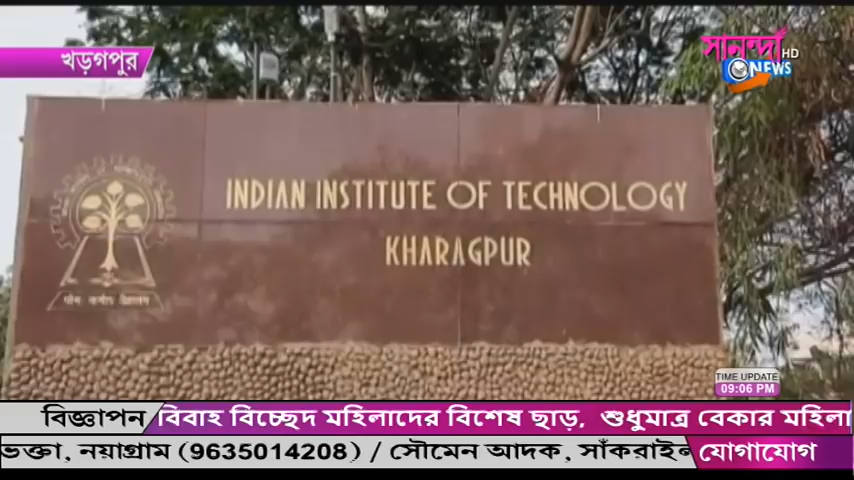 খড়গপুর
সানন্দা HD
NEWS
INDIAN INSTITUTE OF TECHNOLOGY
KHARAGPUR
TIME UPDATE
09:06 PM
বিজ্ঞাপন বিবাহ বিচ্ছেদ মহিলাদের বিশেষ ছাড়, শুধুমাত্র বেকার মহিলা
ভক্তা, নয়াগ্রাম (9635014208) / সৌমেন আদক, সাঁকরাইল যোগাযোগ